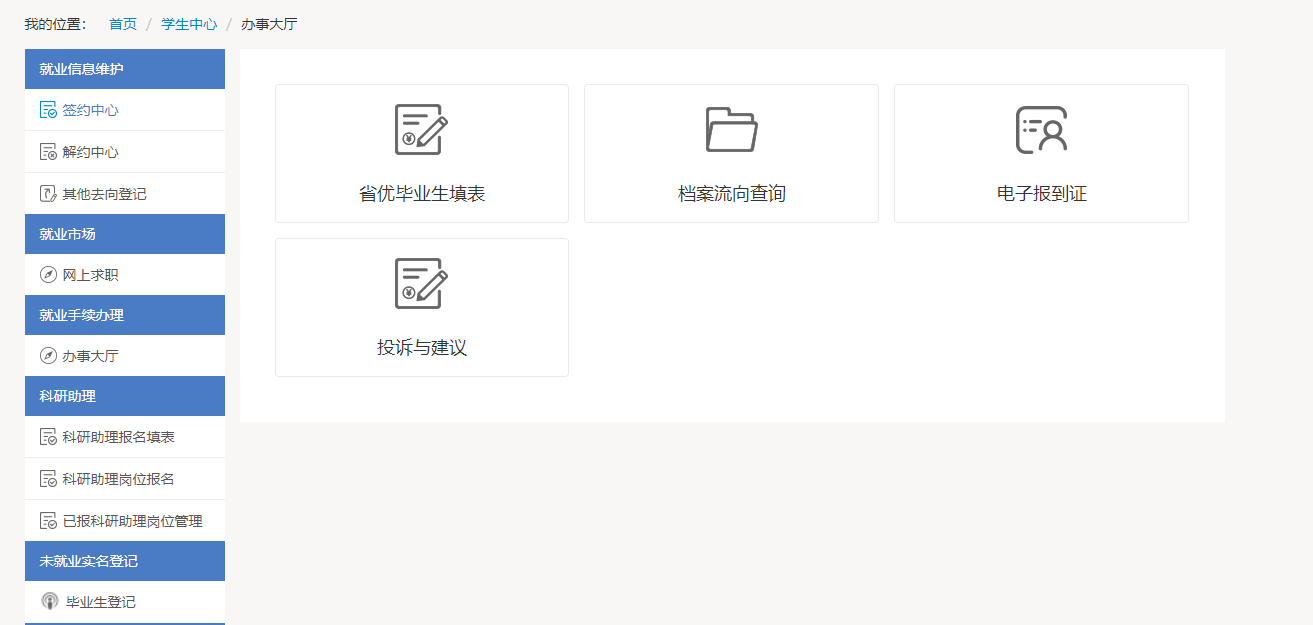 我的位置： 首页 / 学生中心 / 办事大厅
就业信息维护
签约中心
解约中心
其他去向登记
就业市场
网上求职
就业手续办理
办事大厅
科研助理
科研助理报名填表
科研助理岗位报名
已报科研助理岗位管理
未就业实名登记
毕业生登记
省优毕业生填表
档案流向查询
电子报到证
投诉与建议